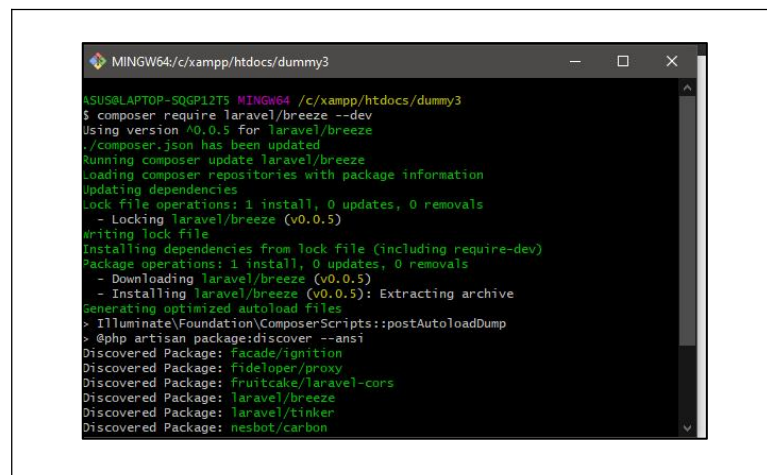 MINGW64:/c/xampp/htdocs/dummy3
ASUS@LAPTOP-SQGP12T5 MINGW64 /c/xampp/htdocs/dummy3
$ composer require laravel/breeze --dev
Using version ^0.0.5 for laravel/breeze
./composer.json has been updated
Running composer update laravel/breeze
Loading composer repositories with package information
Updating dependencies
Lock file operations: 1 install, 0 updates, 0 removals
- Locking laravel/breeze (v0.0.5)
Writing lock file
Installing dependencies from lock file (including require-dev)
Package operations: 1 install, 0 updates, 0 removals
- Downloading laravel/breeze (v0.0.5)
- Installing laravel/breeze (v0.0.5): Extracting archive
Generating optimized autoload files
> Illuminate\Foundation\ComposerScripts::postAutoloadDump
> @php artisan package:discover --ansi
Discovered Package: facade/ignition
Discovered Package: fideloper/proxy
Discovered Package: fruitcake/laravel-cors
Discovered Package: laravel/breeze
Discovered Package: laravel/tinker
Discovered Package: nesbot/carbon